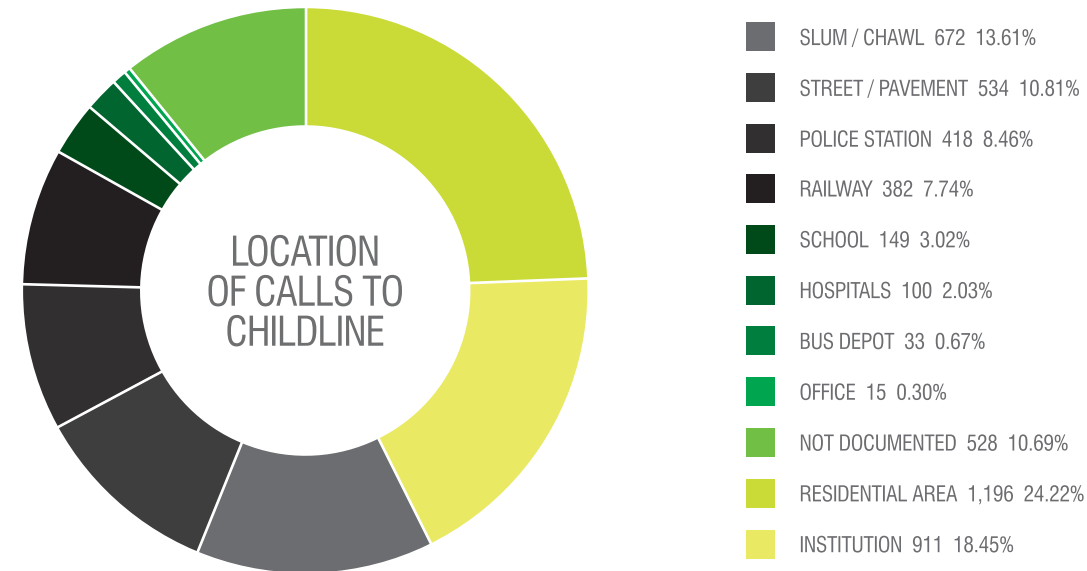 LOCATION
OF CALLS TO
CHILDLINE
SLUM / CHAWL 672 13.61%
STREET / PAVEMENT 534 10.81%
POLICE STATION 418 8.46%
RAILWAY 382 7.74%
SCHOOL 149 3.02%
HOSPITALS 100 2.03%
BUS DEPOT 33 0.67%
OFFICE 15 0.30%
NOT DOCUMENTED 528 10.69%
RESIDENTIAL AREA 1,196 24.22%
INSTITUTION 911 18.45%